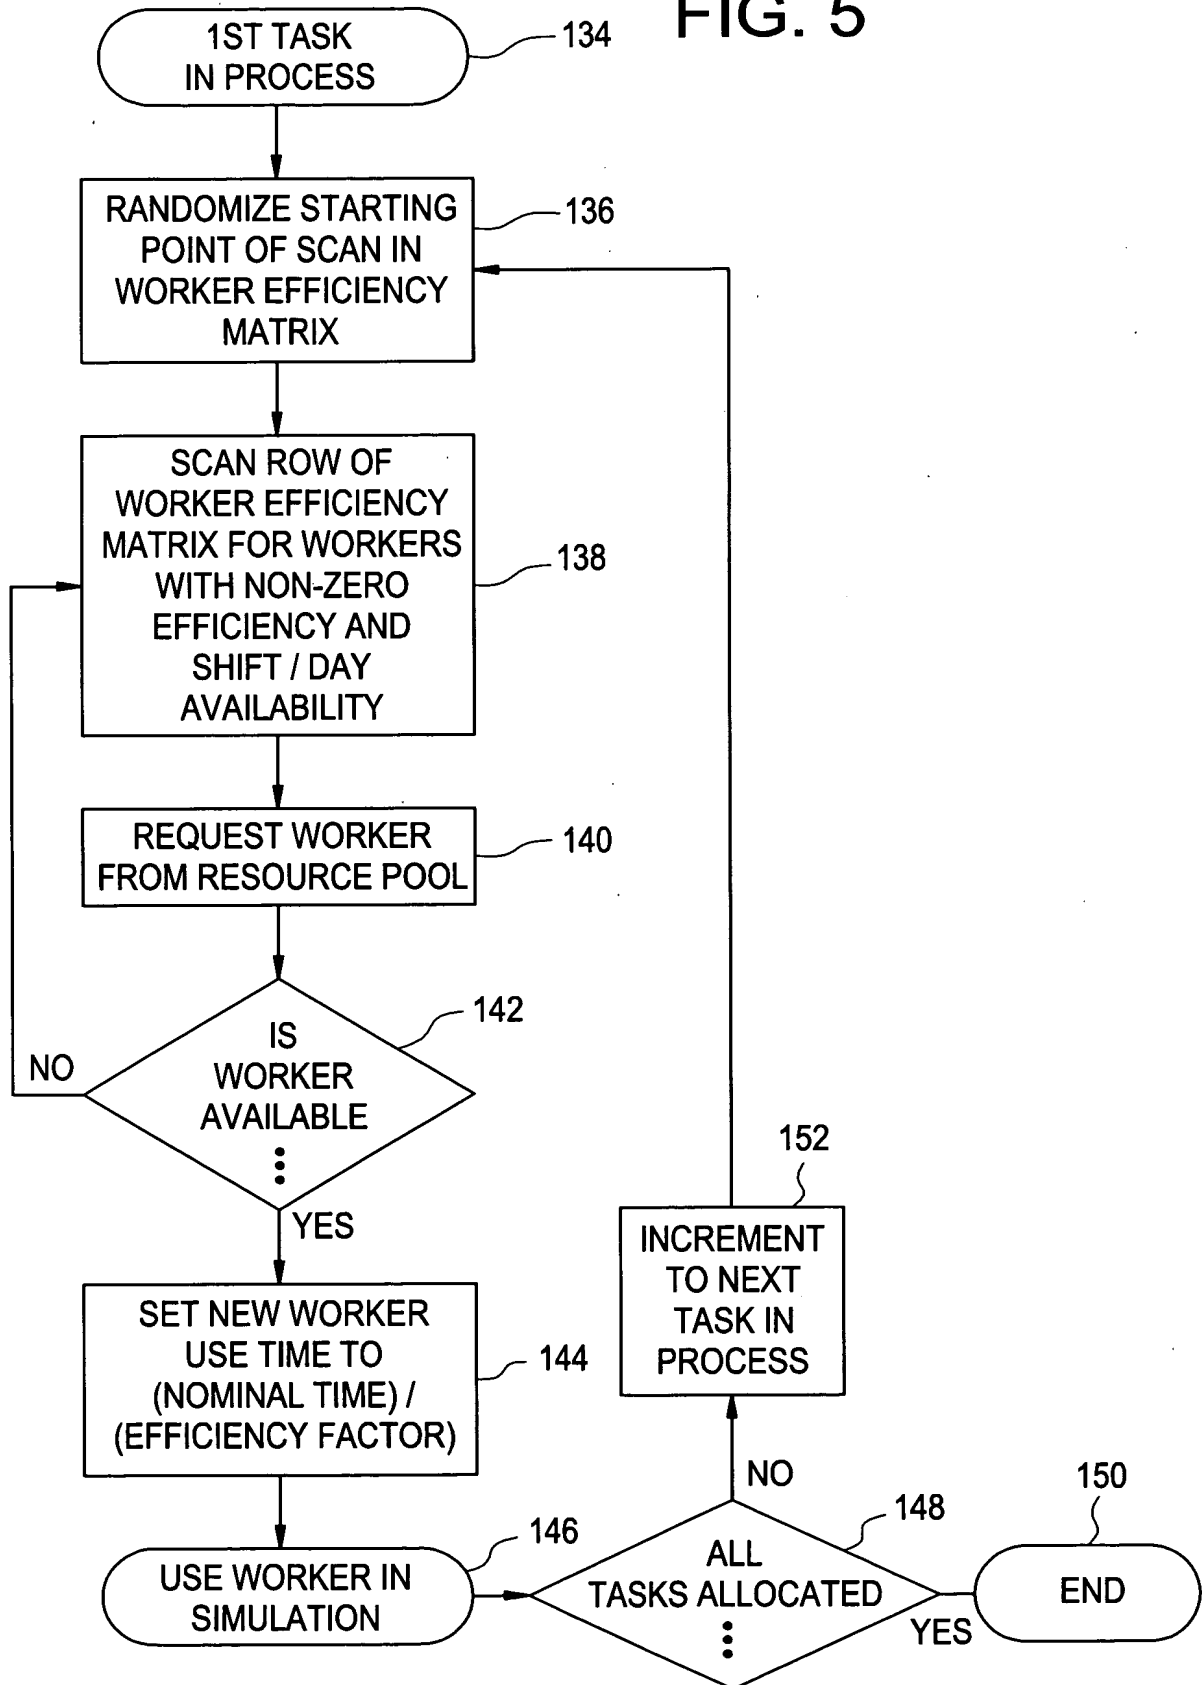 FIG. 5
1ST TASK
IN PROCESS
134
RANDOMIZE STARTING
POINT OF SCAN IN
WORKER EFFICIENCY
MATRIX
136
SCAN ROW OF
WORKER EFFICIENCY
MATRIX FOR WORKERS
WITH NON-ZERO
EFFICIENCY AND
SHIFT / DAY
AVAILABILITY
138
REQUEST WORKER
FROM RESOURCE POOL
140
IS
WORKER
AVAILABLE
142
NO
YES
SET NEW WORKER
USE TIME TO
(NOMINAL TIME) /
(EFFICIENCY FACTOR)
144
USE WORKER IN
SIMULATION
146
ALL
TASKS ALLOCATED
148
NO
YES
152
INCREMENT
TO NEXT
TASK IN
PROCESS
150
END